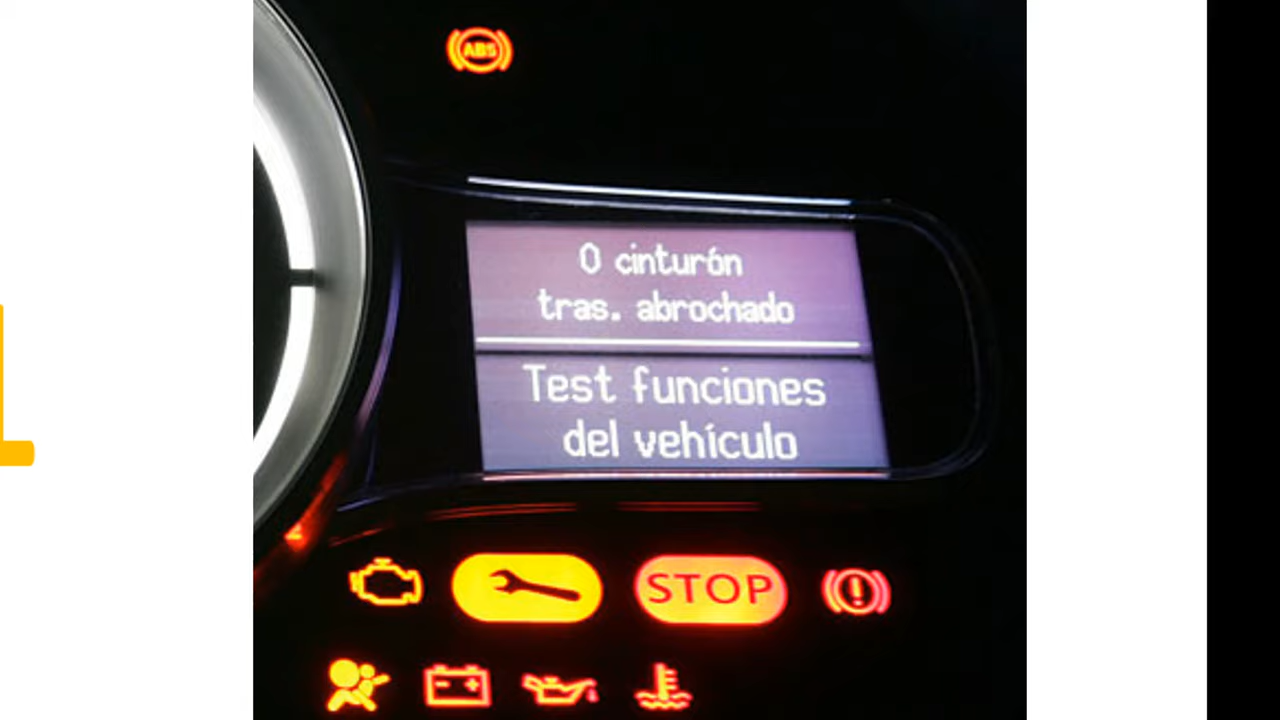 ABS
0 cinturón
tras. abrochado
Test funciones
del vehículo
STOP